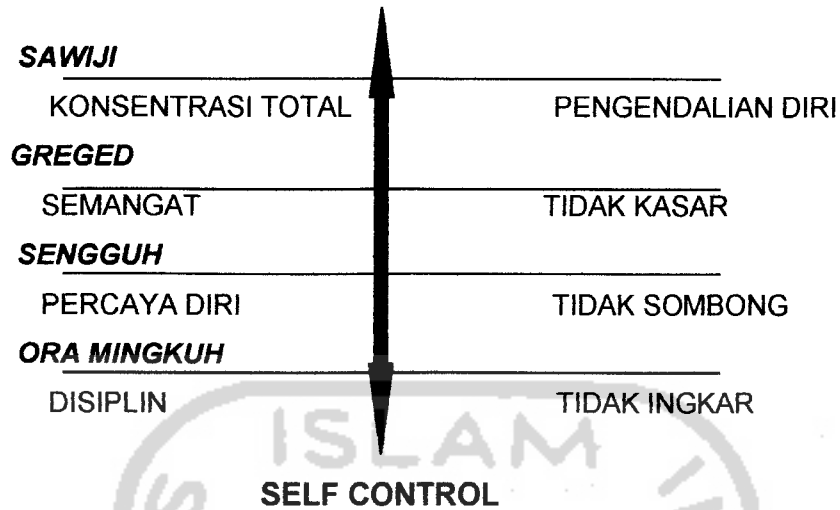 SAWIJI
KONSENTRASI TOTAL PENGENDALIAN DIRI
GREGED
SEMANGAT TIDAK KASAR
SENGGUH
PERCAYA DIRI TIDAK SOMBONG
ORA MINGKUH
DISIPLIN TIDAK INGKAR
ISLAM
SELF CONTROL